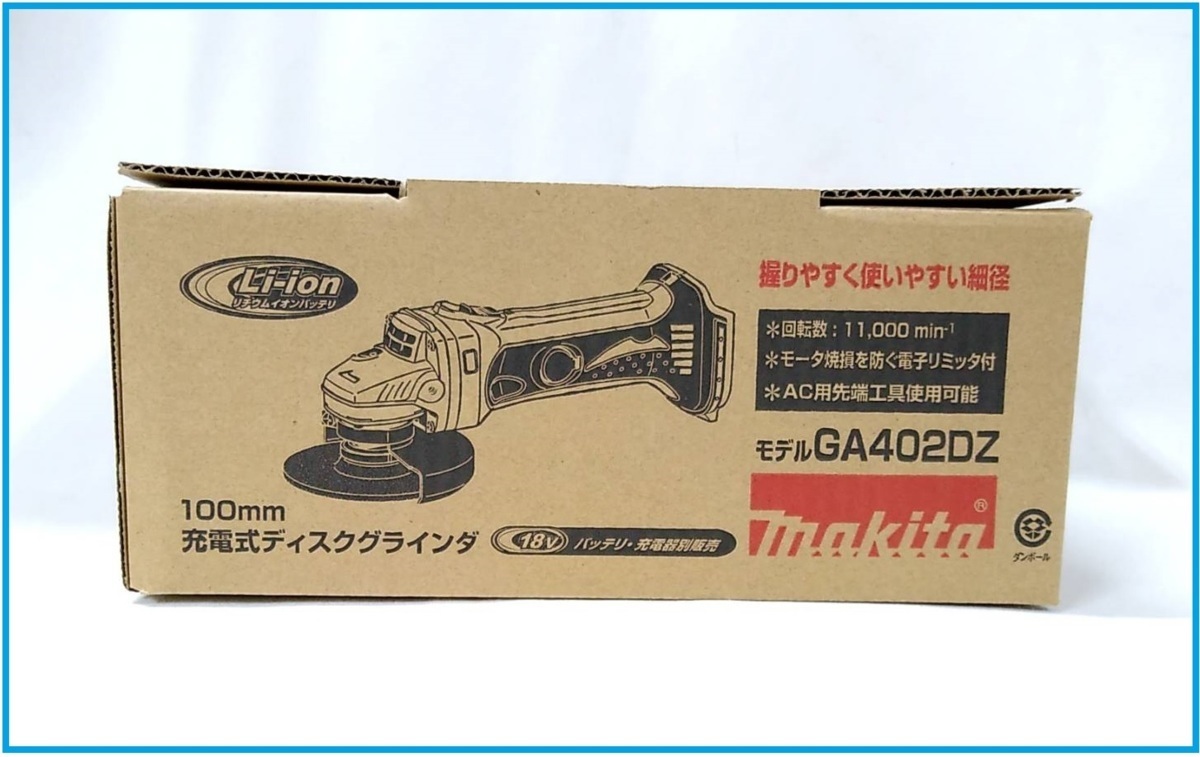 Li-ion
リチウムイオンバッテリ
握りやすく使いやすい細径
＊回転数：11,000 min-1
＊モータ焼損を防ぐ電子リミッタ付
＊AC用先端工具使用可能
モデルGA402DZ
makita®
100mm
充電式ディスクグラインダ
18V バッテリ・充電器別販売
ダンボール